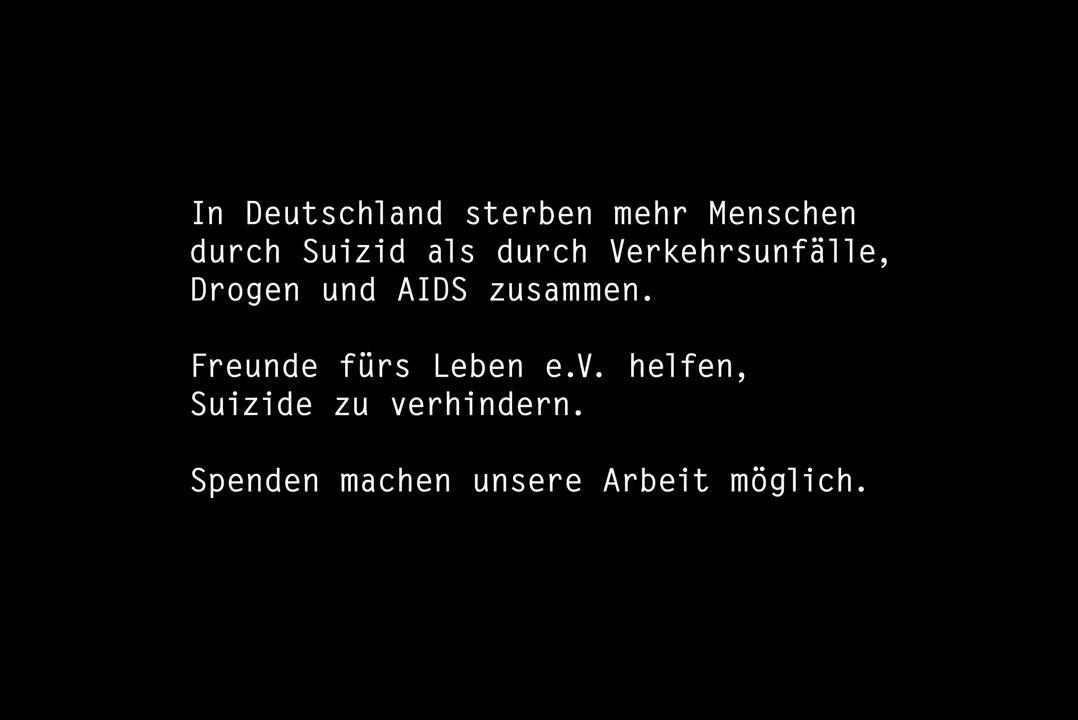 In Deutschland sterben mehr Menschen
durch Suizid als durch Verkehrsunfälle,
Drogen und AIDS zusammen.
Freunde fürs Leben e.V. helfen,
Suizide zu verhindern.
Spenden machen unsere Arbeit möglich.